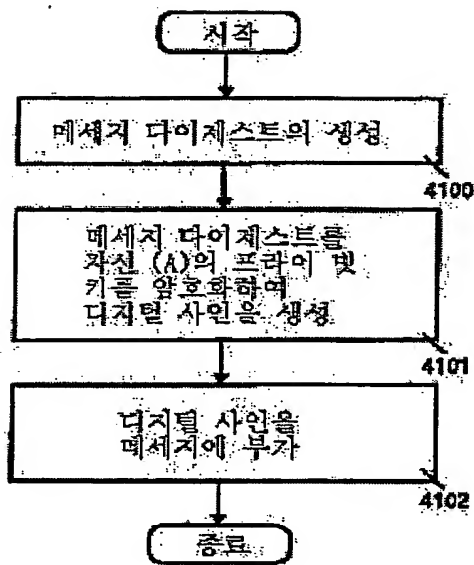 시작
메세지 다이제스트의 생성
4100
메세지 다이제스트를
자신 (A)의 프라이 빗
키를 암호화하여
디지털 사인을 생성
4101
디지털 사인을
메세지에 부가
4102
종료